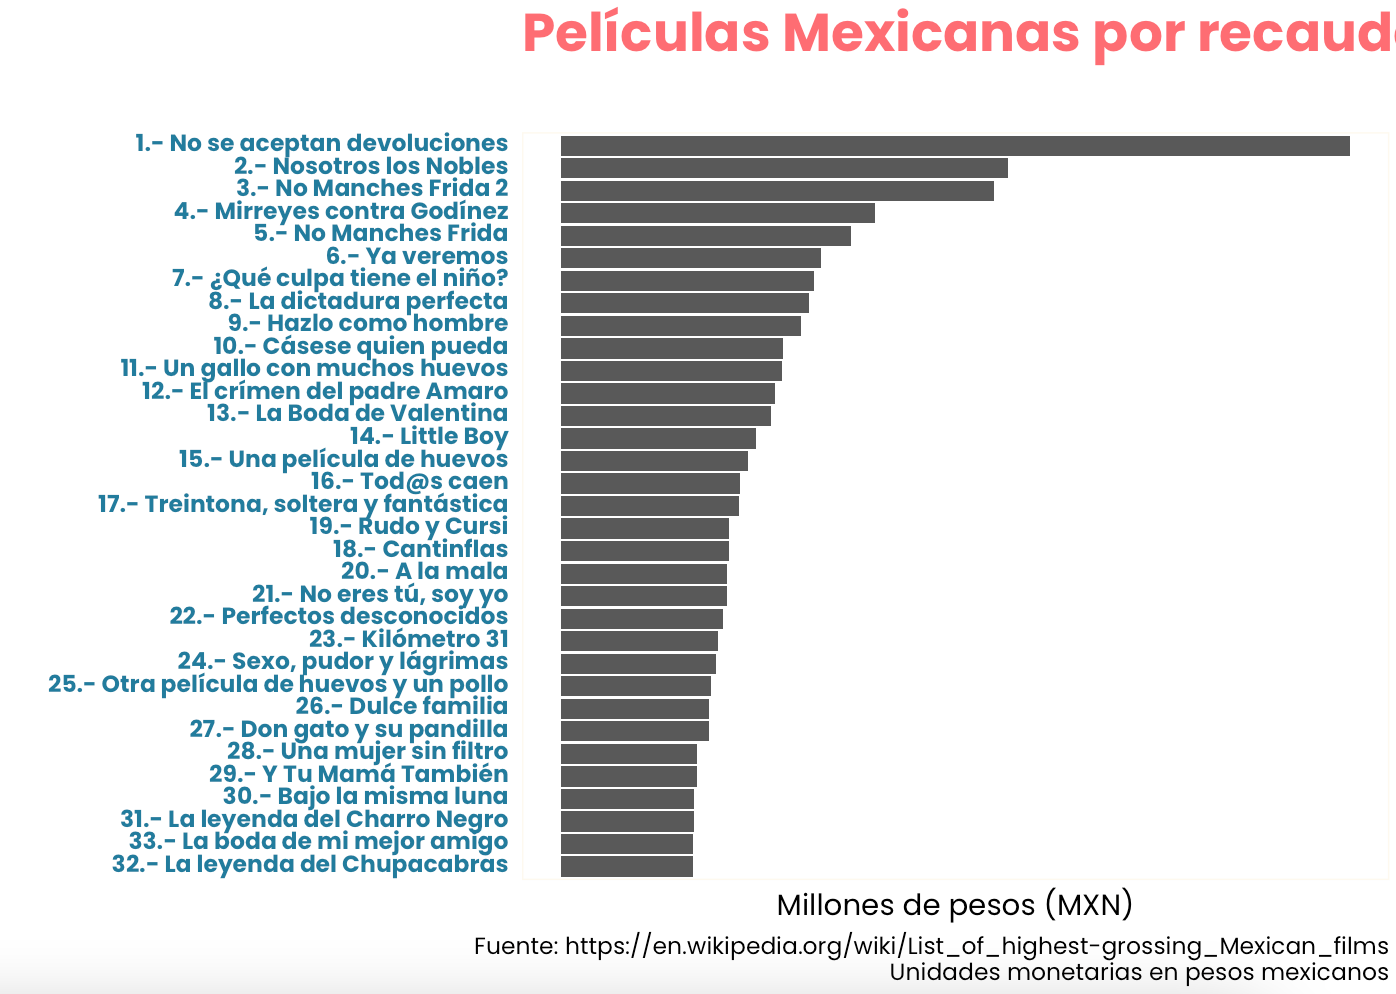 Películas Mexicanas por recaud
1.- No se aceptan devoluciones
2.- Nosotros los Nobles
3.- No Manches Frida 2
4.- Mirreyes contra Godínez
5.- No Manches Frida
6.- Ya veremos
7.- ¿Qué culpa tiene el niño?
8.- La dictadura perfecta
9.- Hazlo como hombre
10.- Cásese quien pueda
11.- Un gallo con muchos huevos
12.- El crímen del padre Amaro
13.- La Boda de Valentina
14.- Little Boy
15.- Una película de huevos
16.- Tod@s caen
17.- Treintona, soltera y fantástica
19.- Rudo y Cursi
18.- Cantinflas
20.- A la mala
21.- No eres tú, soy yo
22.- Perfectos desconocidos
23.- Kilómetro 31
24.- Sexo, pudor y lágrimas
25.- Otra película de huevos y un pollo
26.- Dulce familia
27.- Don gato y su pandilla
28.- Una mujer sin filtro
29.- Y Tu Mamá También
30.- Bajo la misma luna
31.- La leyenda del Charro Negro
33.- La boda de mi mejor amigo
32.- La leyenda del Chupacabras
Millones de pesos (MXN)
Fuente: https://en.wikipedia.org/wiki/List_of_highest-grossing_Mexican_films
Unidades monetarias en pesos mexicanos